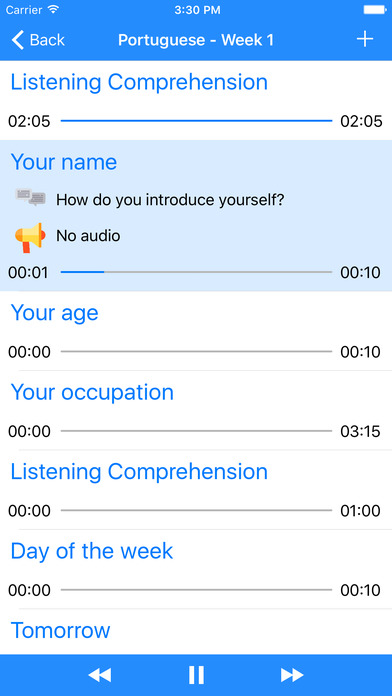 Carrier 3:30 PM
Back Portuguese - Week 1
Listening Comprehension
02:05 02:05
Your name
How do you introduce yourself?
No audio
00:01 00:10
Your age
00:00 00:10
Your occupation
00:00 03:15
Listening Comprehension
00:00 01:00
Day of the week
00:00 00:10
Tomorrow